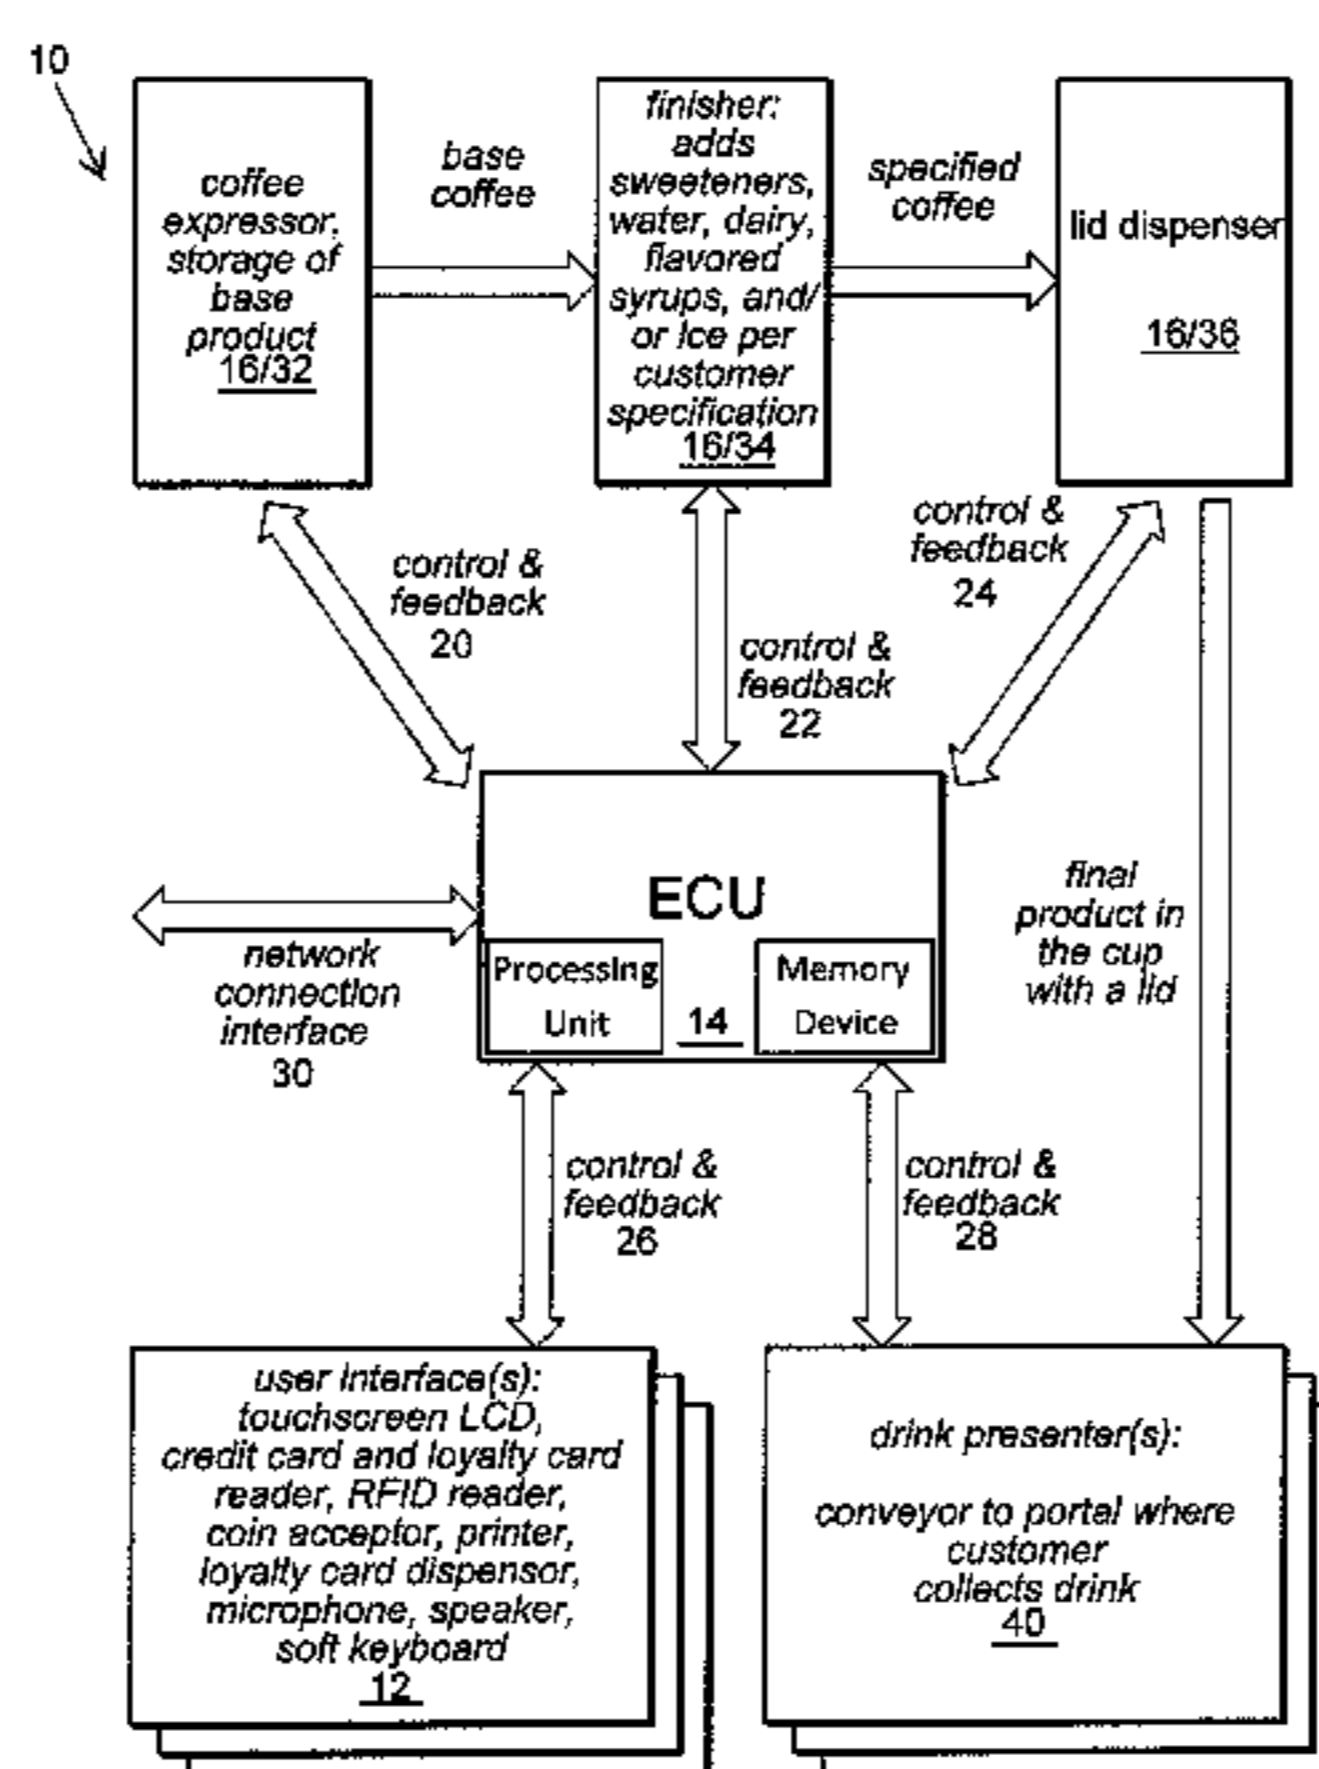 10
coffee
expressor,
storage of
base
product
16/32
base
coffee
finisher:
adds
sweeteners,
water, dairy,
flavored
syrups, and/
or Ice per
customer
specification
16/34
specified
coffee
lid dispenser
16/36
control &
feedback
20
control &
feedback
22
control &
feedback
24
ECU
Processing
Unit
14
Memory
Device
network
connection
interface
30
final
product in
the cup
with a lid
control &
feedback
26
control &
feedback
28
user interface(s):
touchscreen LCD,
credit card and loyalty card
reader, RFID reader,
coin acceptor, printer,
loyalty card dispensor,
microphone, speaker,
soft keyboard
12
drink presenter(s):
conveyor to portal where
customer
collects drink
40